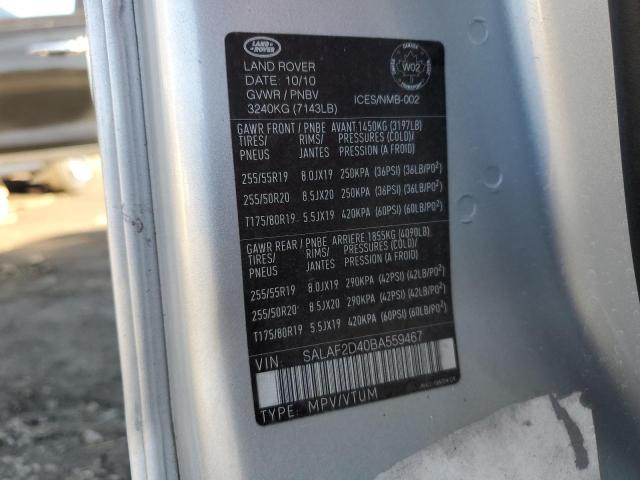 LAND ROVER
LAND ROVER
DATE: 10/10
GVWR / PNBV
3240KG (7143LB)
W02
ICES/NMB-002
GAWR FRONT / PNBE AVANT 1450KG (3197LB)
TIRES/ RIMS/ PRESSURES (COLD)/
PNEUS JANTES PRESSION (A FROID)
255/55R19 8.0JX19 250KPA (36PSI) (36LB/PO²)
255/50R20 8.5JX20 250KPA (36PSI) (36LB/PO²)
T175/80R19 5.5JX19 420KPA (60PSI) (60LB/PO²)
GAWR REAR / PNBE ARRIERE 1855KG (4090LB)
TIRES/ RIMS/ PRESSURES (COLD)/
PNEUS JANTES PRESSION (A FROID)
255/55R19 8.0JX19 290KPA (42PSI) (42LB/PO²)
255/50R20 8.5JX20 290KPA (42PSI) (42LB/PO²)
T175/80R19 5.5JX19 420KPA (60PSI) (60LB/PO²)
VIN: SALAF2D40BA559467
TYPE: MPV/VTUM